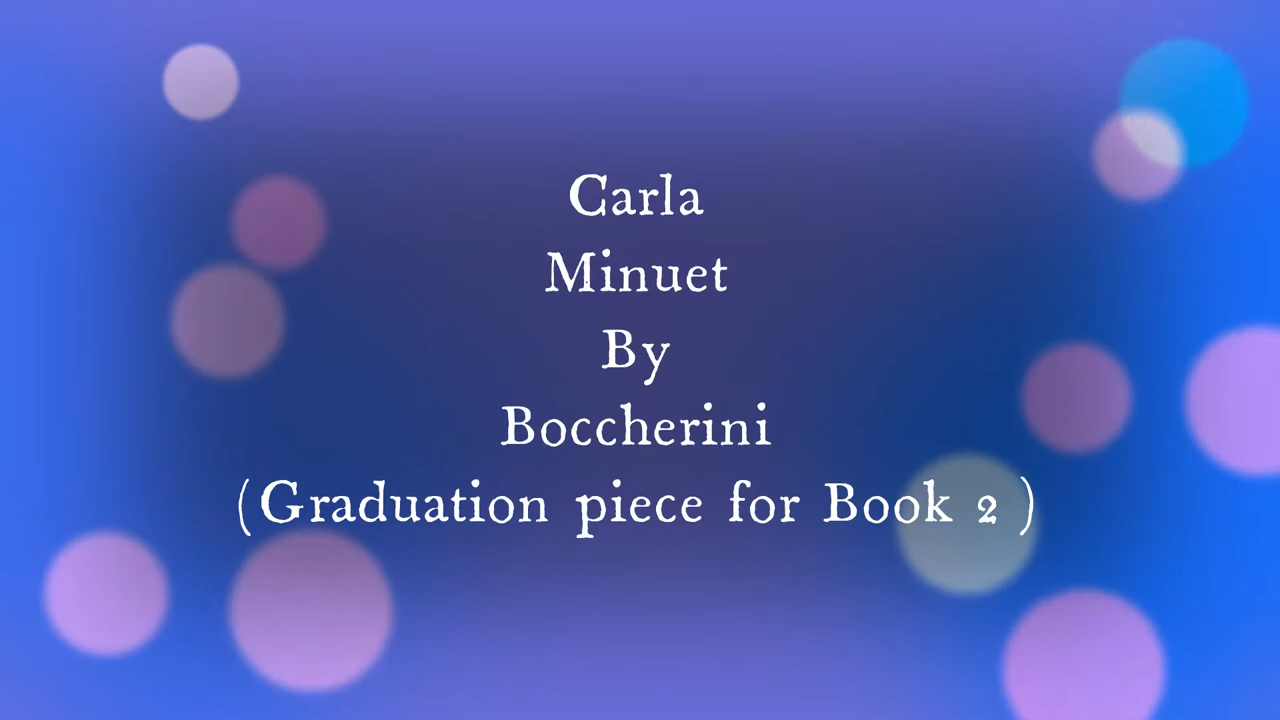 Carla
Minuet
By
Boccherini
(Graduation piece for Book 2 )